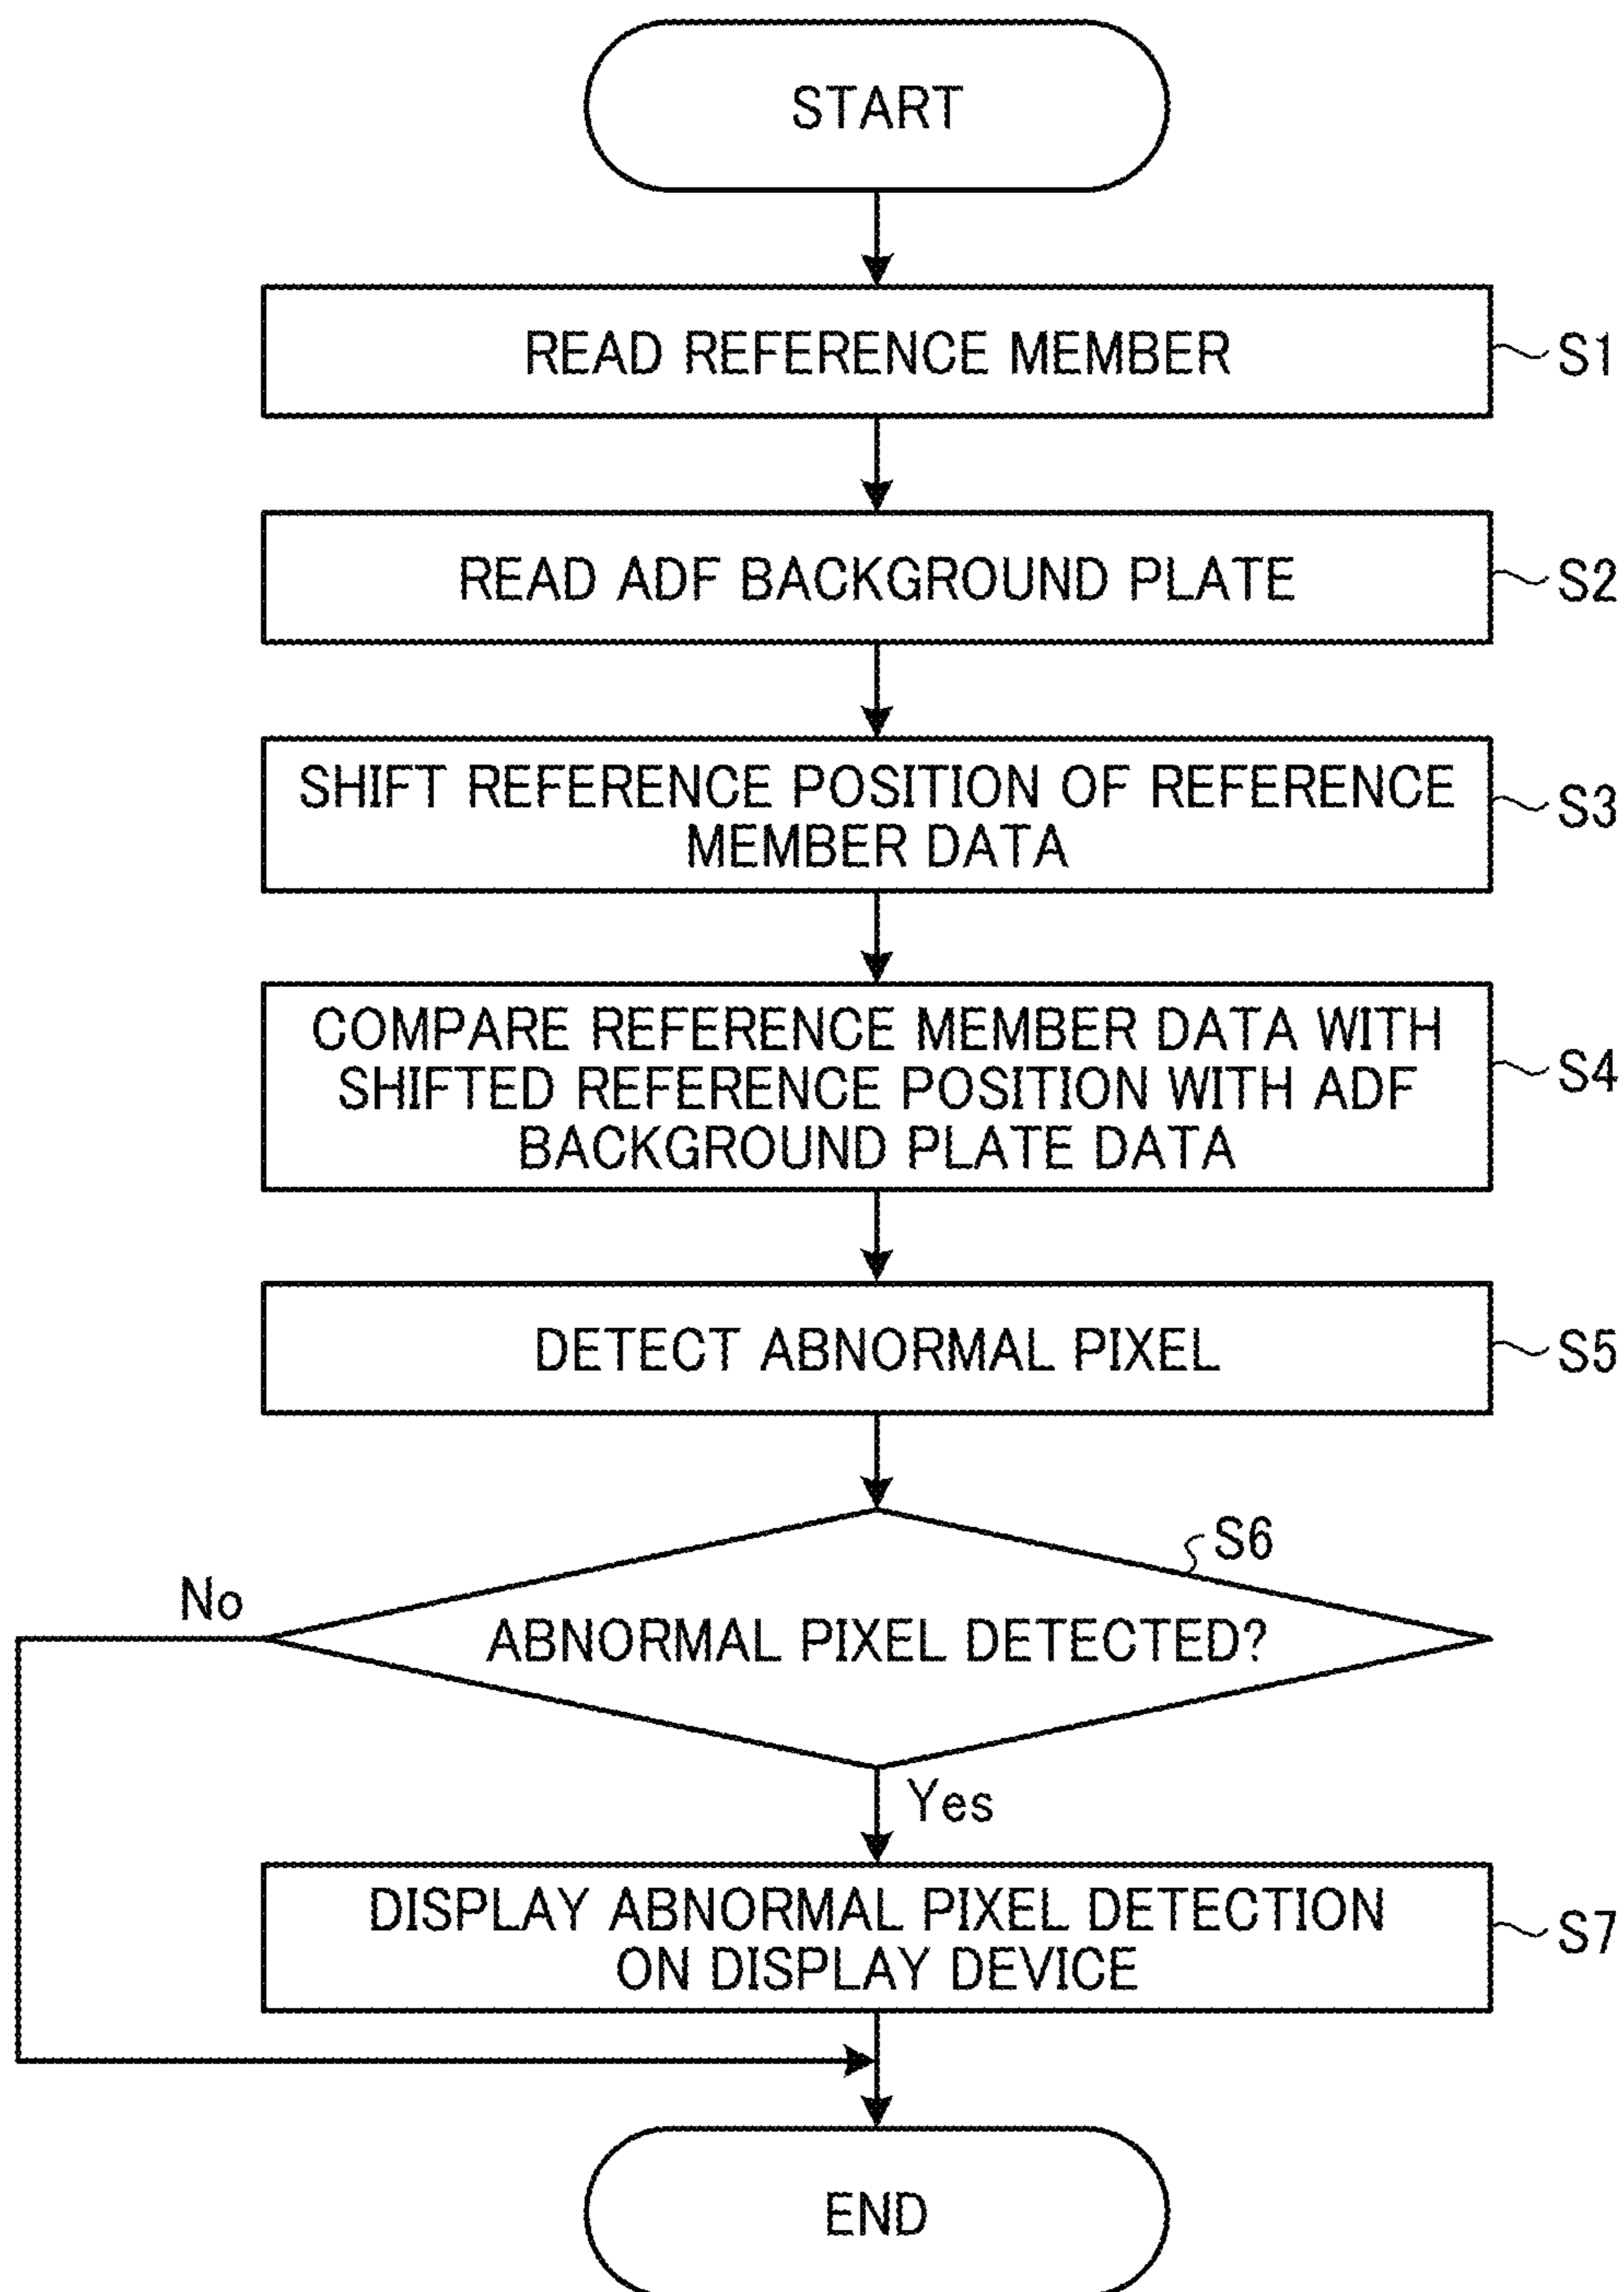 START
READ REFERENCE MEMBER
S1
READ ADF BACKGROUND PLATE
S2
SHIFT REFERENCE POSITION OF REFERENCE
MEMBER DATA
S3
COMPARE REFERENCE MEMBER DATA WITH
SHIFTED REFERENCE POSITION WITH ADF
BACKGROUND PLATE DATA
S4
DETECT ABNORMAL PIXEL
S5
S6
No
ABNORMAL PIXEL DETECTED?
Yes
DISPLAY ABNORMAL PIXEL DETECTION
ON DISPLAY DEVICE
S7
END